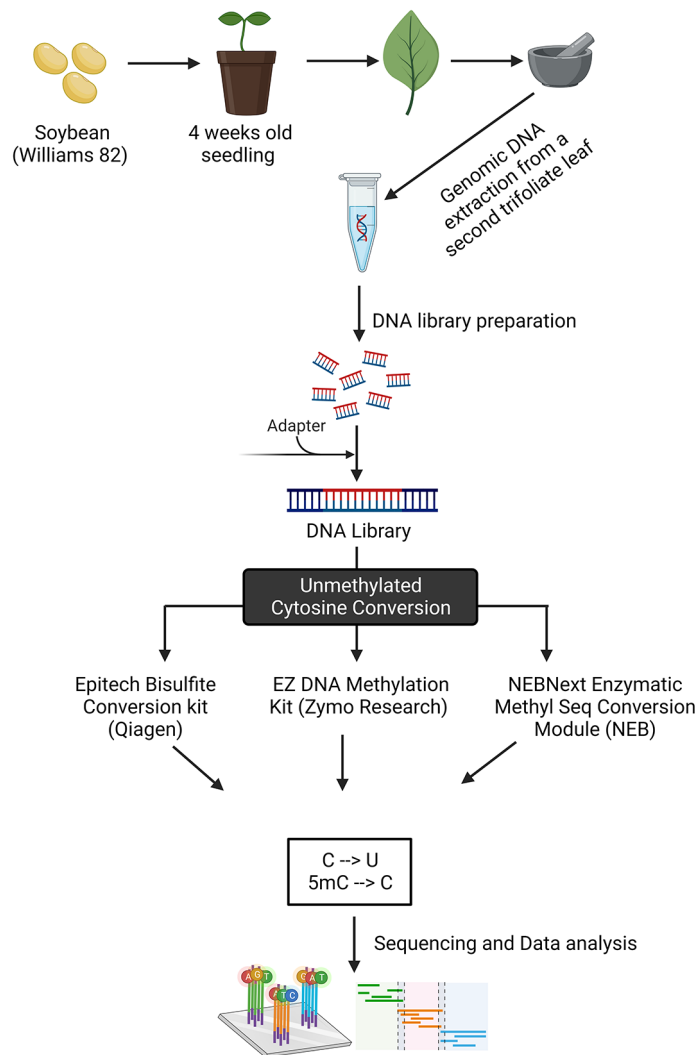 Soybean
(Williams 82)
4 weeks old
seedling
Genomic DNA
extraction from a
second trifoliate leaf
DNA library preparation
Adapter
DNA Library
Unmethylated
Cytosine Conversion
Epitech Bisulfite
Conversion kit
(Qiagen)
EZ DNA Methylation
Kit (Zymo Research)
NEBNext Enzymatic
Methyl Seq Conversion
Module (NEB)
C --> U
5mC --> C
Sequencing and Data analysis
A G T
A T C
G A T